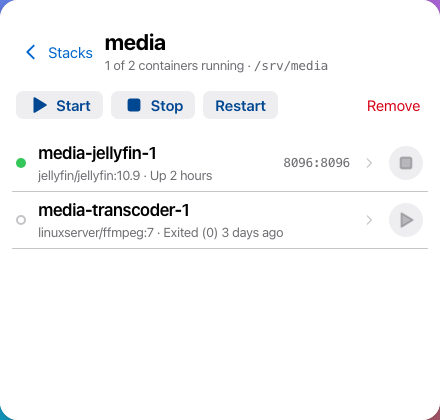 Stacks
media
1 of 2 containers running · /srv/media
Start
Stop
Restart
Remove
media-jellyfin-1
jellyfin/jellyfin:10.9 · Up 2 hours
8096:8096
media-transcoder-1
linuxserver/ffmpeg:7 · Exited (0) 3 days ago